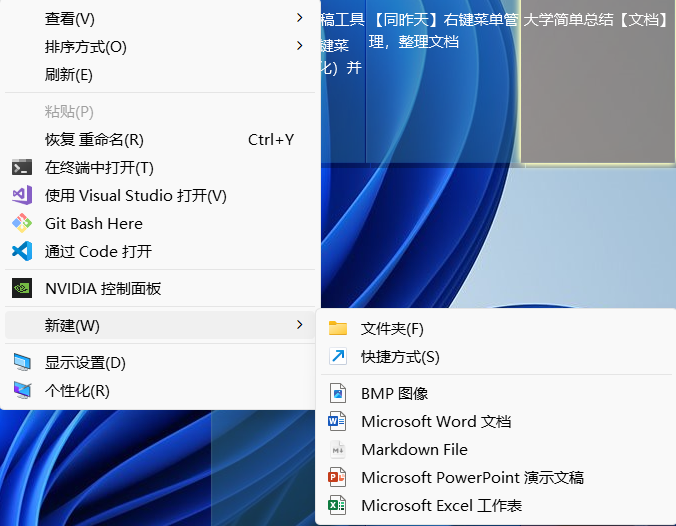 查看(V)
排序方式(O)
刷新(E)
粘贴(P)
恢复 重命名(R) Ctrl+Y
在终端中打开(T)
使用 Visual Studio 打开(V)
Git Bash Here
通过 Code 打开
NVIDIA 控制面板
新建(W)
显示设置(D)
个性化(R)
稿工具
键菜
化）并
【同昨天】右键菜单管
理，整理文档
大学简单总结【文档】
文件夹(F)
快捷方式(S)
BMP 图像
Microsoft Word 文档
Markdown File
Microsoft PowerPoint 演示文稿
Microsoft Excel 工作表